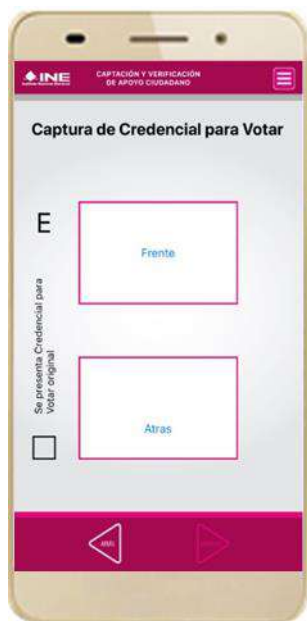 INE
CAPTACIÓN Y VERIFICACIÓN
DE APOYO CIUDADANO
Captura de Credencial para Votar
E
Frente
Se presenta Credencial para
Votar original
Atras
ATRÁS